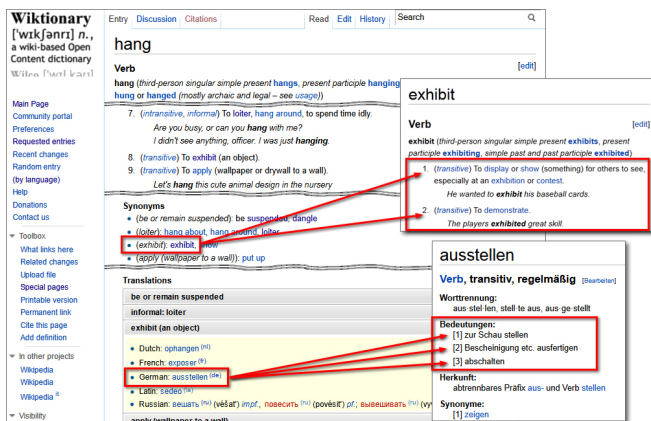 Wiktionary
['wɪkʃənrɪ] n.,
a wiki-based Open
Content dictionary
Main Page
Community portal
Preferences
Requested entries
Recent changes
Random entry
(by language)
Help
Donations
Contact us
Toolbox
What links here
Related changes
Upload file
Special pages
Printable version
Permanent link
Cite this page
Add definition
In other projects
Wikipedia
Wikipedia
Wikipedia it
Visibility
Entry Discussion Citations Read Edit History Search
hang
Verb [edit]
hang (third-person singular simple present hangs, present participle hanging
hung or hanged (mostly archaic and legal – see usage))
7. (intransitive, informal) To loiter, hang around, to spend time idly.
Are you busy, or can you hang with me?
I didn't see anything, officer. I was just hanging.
8. (transitive) To exhibit (an object).
9. (transitive) To apply (wallpaper or drywall to a wall).
Let's hang this cute animal design in the nursery
Synonyms
(be or remain suspended): be suspended, dangle
(loiter): hang about, hang around, loiter
(exhibit): exhibit, show
(apply (wallpaper to a wall)): put up
Translations
be or remain suspended
informal: loiter
exhibit (an object)
Dutch: ophangen (nl)
French: exposer (fr)
German: ausstellen (de)
Latin: sedeo (la)
Russian: вешать (ru) (véšat') impf., повесить (ru) (povésit') pf.; вывешивать (ru)
apply (wallpaper to a wall)
exhibit
Verb [edit]
exhibit (third-person singular simple present exhibits, present
participle exhibiting, simple past and past participle exhibited)
1. (transitive) To display or show (something) for others to see,
especially at an exhibition or contest.
He wanted to exhibit his baseball cards.
2. (transitive) To demonstrate.
The players exhibited great skill.
ausstellen
Verb, transitiv, regelmäßig [Bearbeiten]
Worttrennung:
aus·stel·len, stell·te aus, aus·ge·stellt
Bedeutungen:
[1] zur Schau stellen
[2] Bescheinigung etc. ausfertigen
[3] abschalten
Herkunft:
abtrennbares Präfix aus- und Verb stellen
Synonyme:
[1] zeigen